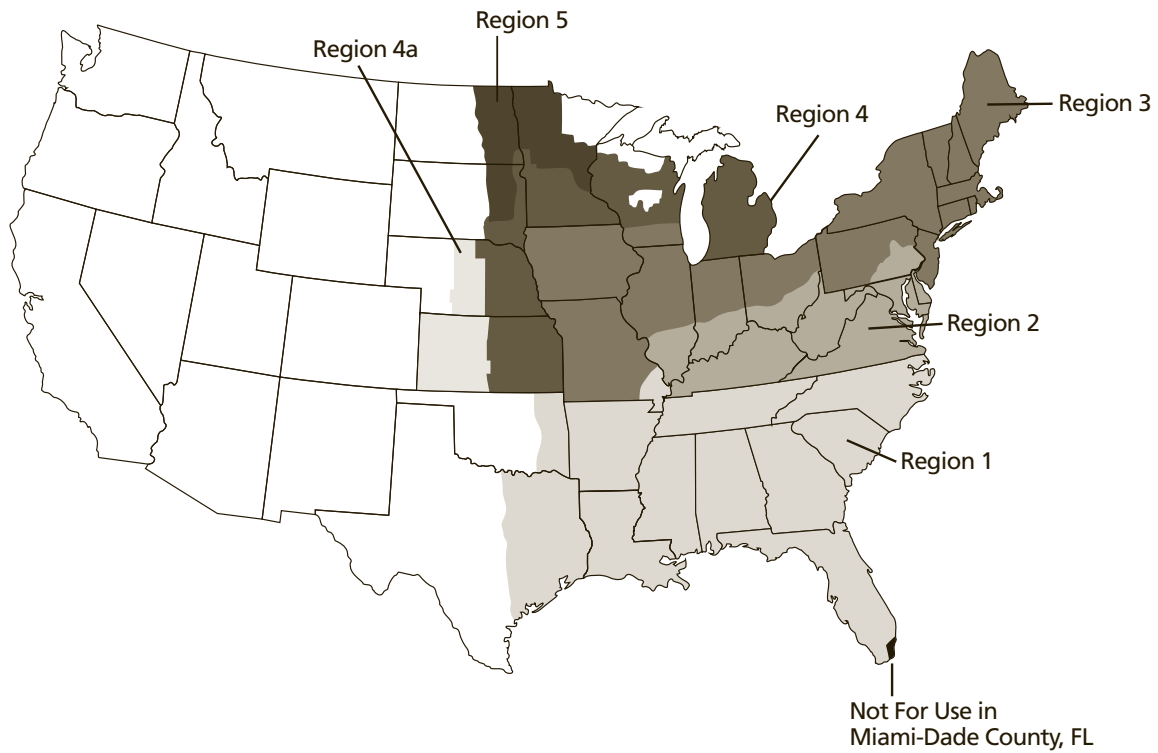 Region 5
Region 4a
Region 3
Region 4
Region 2
Region 1
Not For Use in
Miami-Dade County, FL